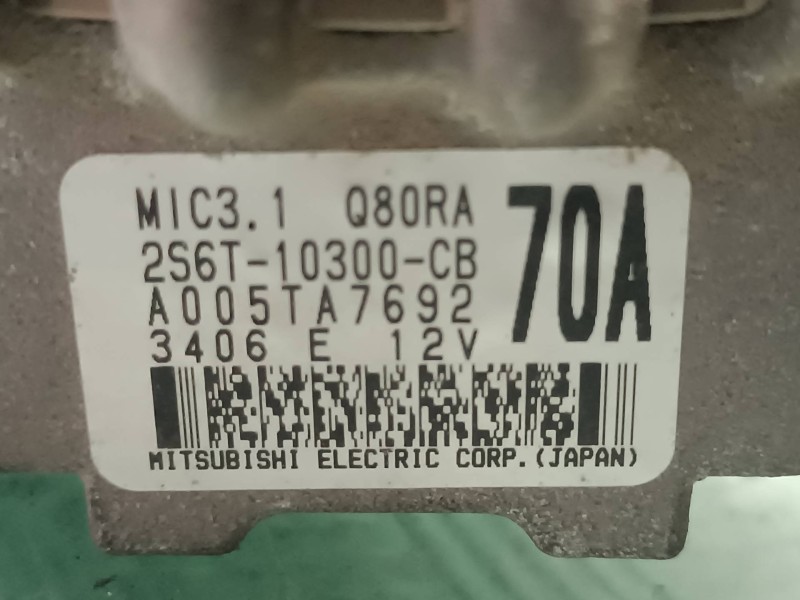 MIC3.1 Q80RA
2S6T-10300-CB
70A
A005TA7692
3406 E 12V
MITSUBISHI ELECTRIC CORP.(JAPAN)